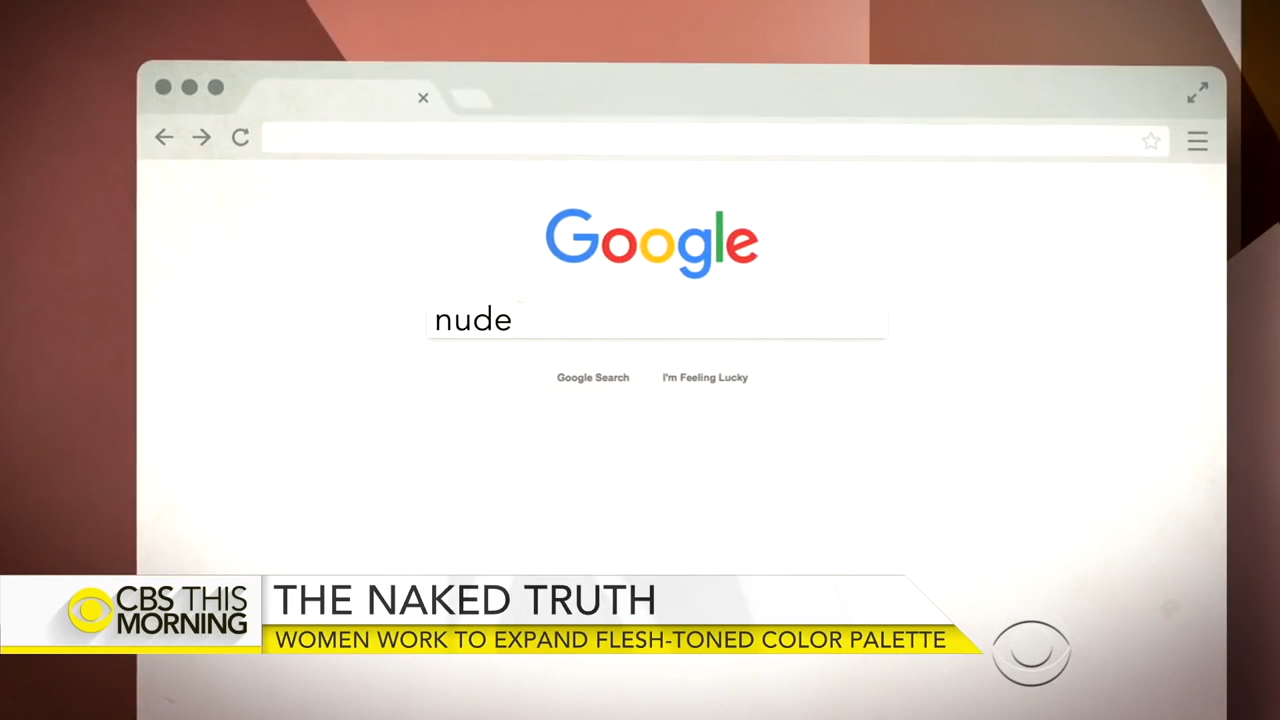 Google
nude
Google Search
I'm Feeling Lucky
CBS THIS
MORNING
THE NAKED TRUTH
WOMEN WORK TO EXPAND FLESH-TONED COLOR PALETTE